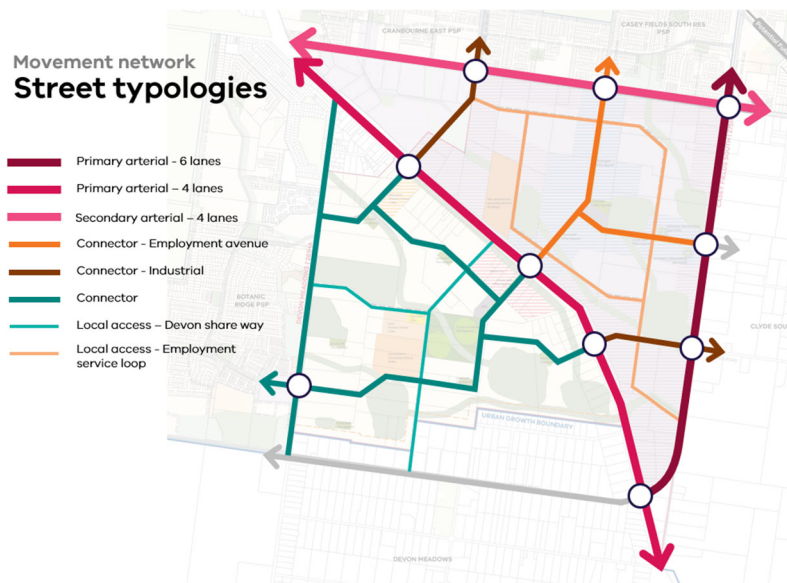 Movement network
Street typologies
Primary arterial - 6 lanes
Primary arterial – 4 lanes
Secondary arterial – 4 lanes
Connector - Employment avenue
Connector - Industrial
Connector
Local access – Devon share way
Local access - Employment
service loop
CRANBOURNE EAST PSP
CASEY FIELDS SOUTH RES
PSP
BOTANIC
RIDGE PSP
URBAN GROWTH BOUNDARY
DEVON MEADOWS